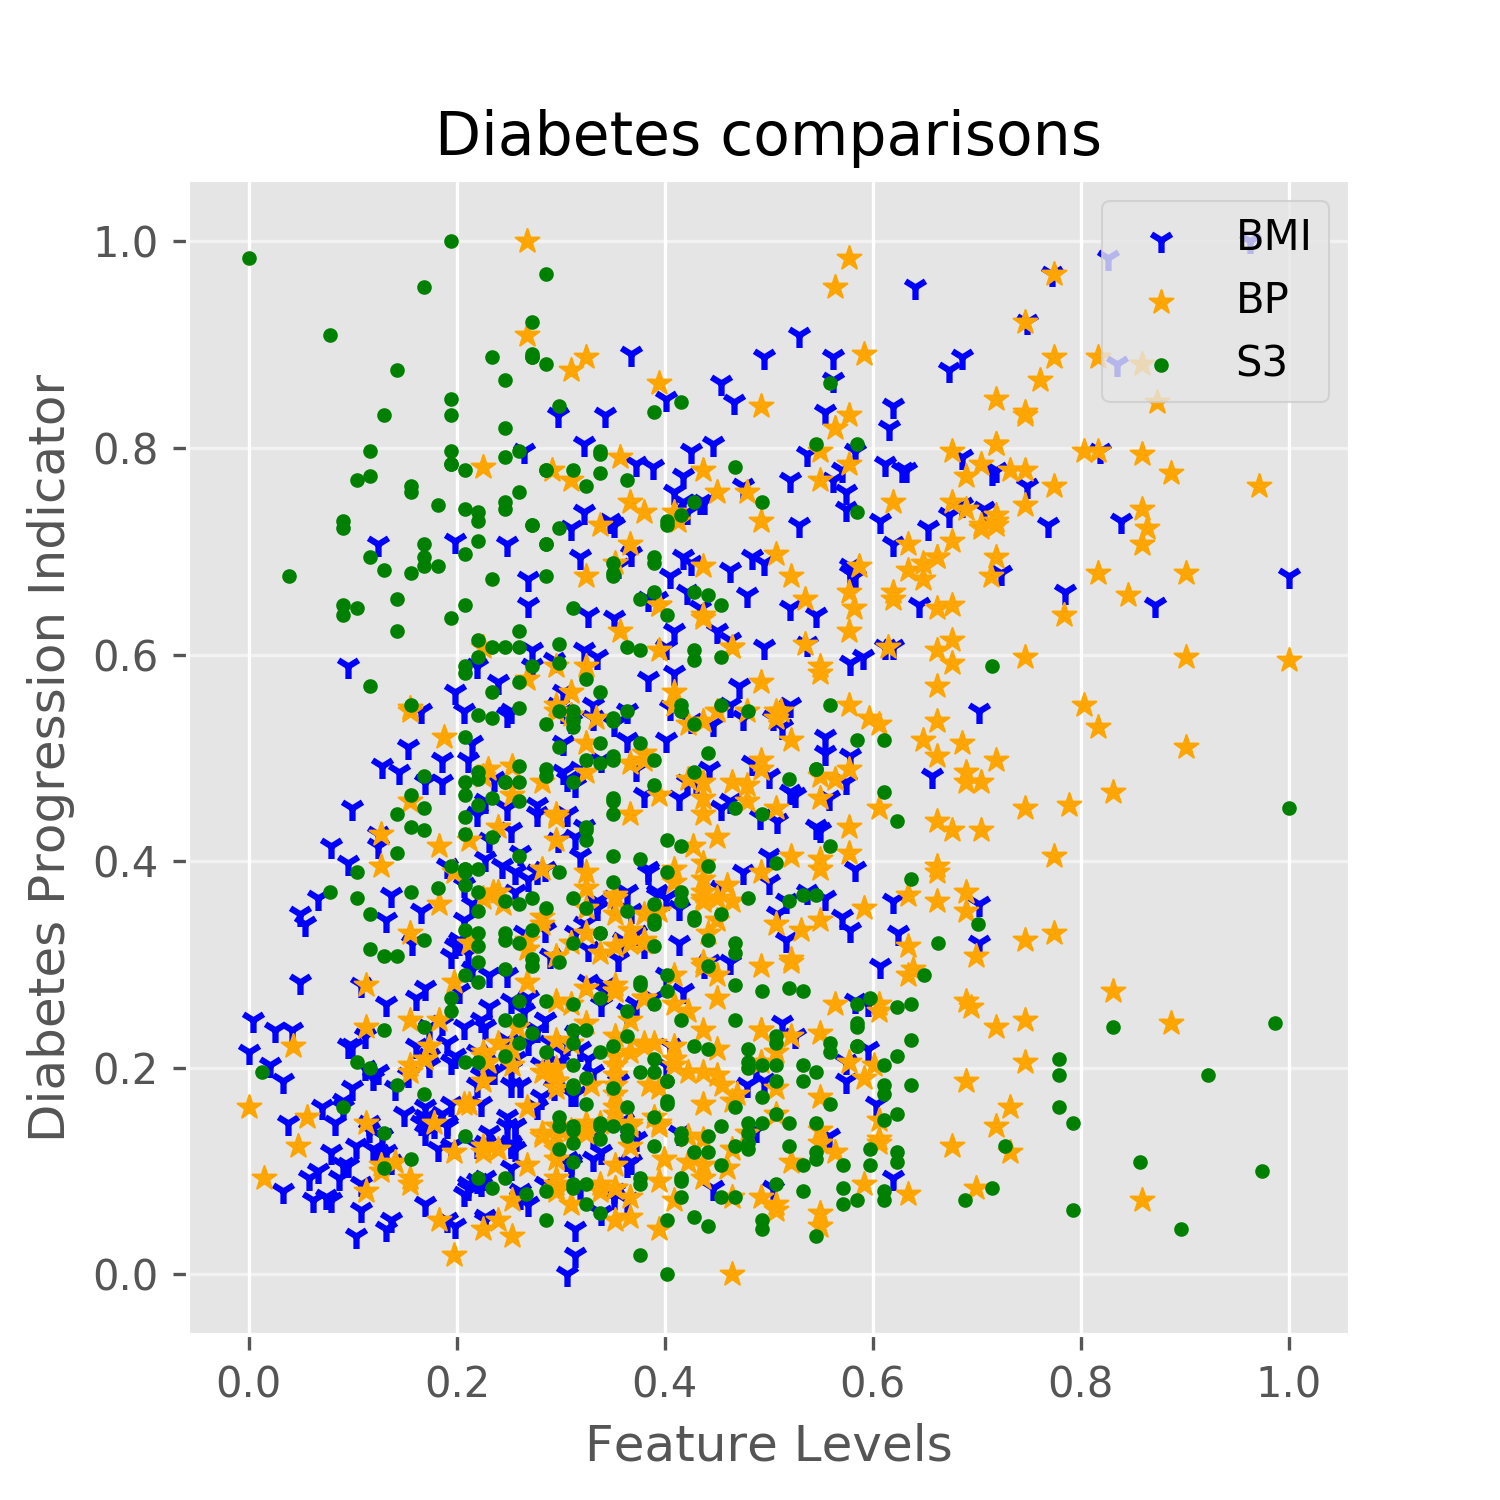 Diabetes comparisons
BMI
BP
S3
Diabetes Progression Indicator
1.0
0.8
0.6
0.4
0.2
0.0
0.0 0.2 0.4 0.6 0.8 1.0
Feature Levels